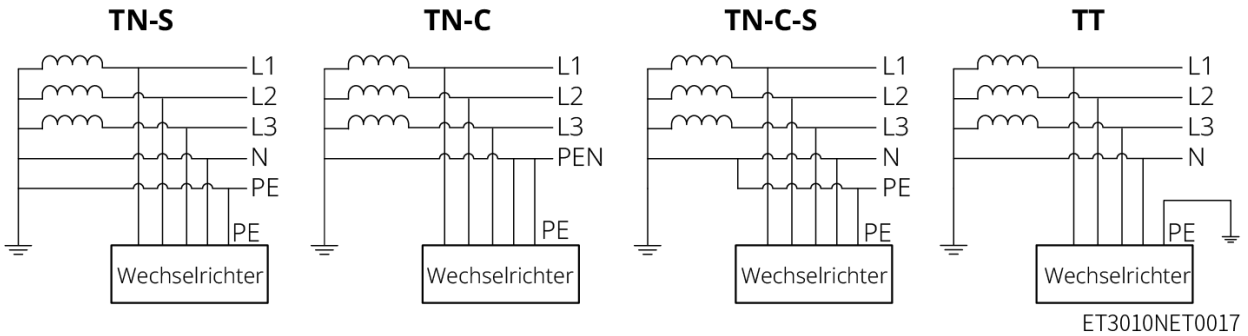 TN-S
TN-C
TN-C-S
TT
L1
L2
L3
N
PE
PE
Wechselrichter
L1
L2
L3
PEN
PE
Wechselrichter
L1
L2
L3
N
PE
PE
Wechselrichter
L1
L2
L3
N
PE
Wechselrichter
ET3010NET0017